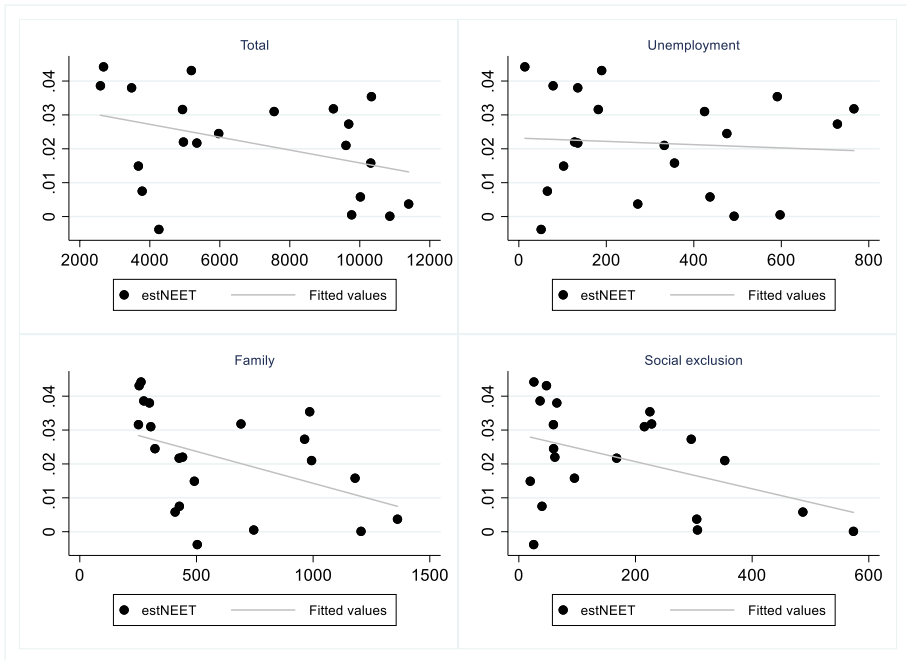 Total
.04
.03
.02
.01
0
2000 4000 6000 8000 10000 12000
estNEET Fitted values
Unemployment
.04
.03
.02
.01
0
0 200 400 600 800
estNEET Fitted values
Family
.04
.03
.02
.01
0
0 500 1000 1500
estNEET Fitted values
Social exclusion
.04
.03
.02
.01
0
0 200 400 600
estNEET Fitted values